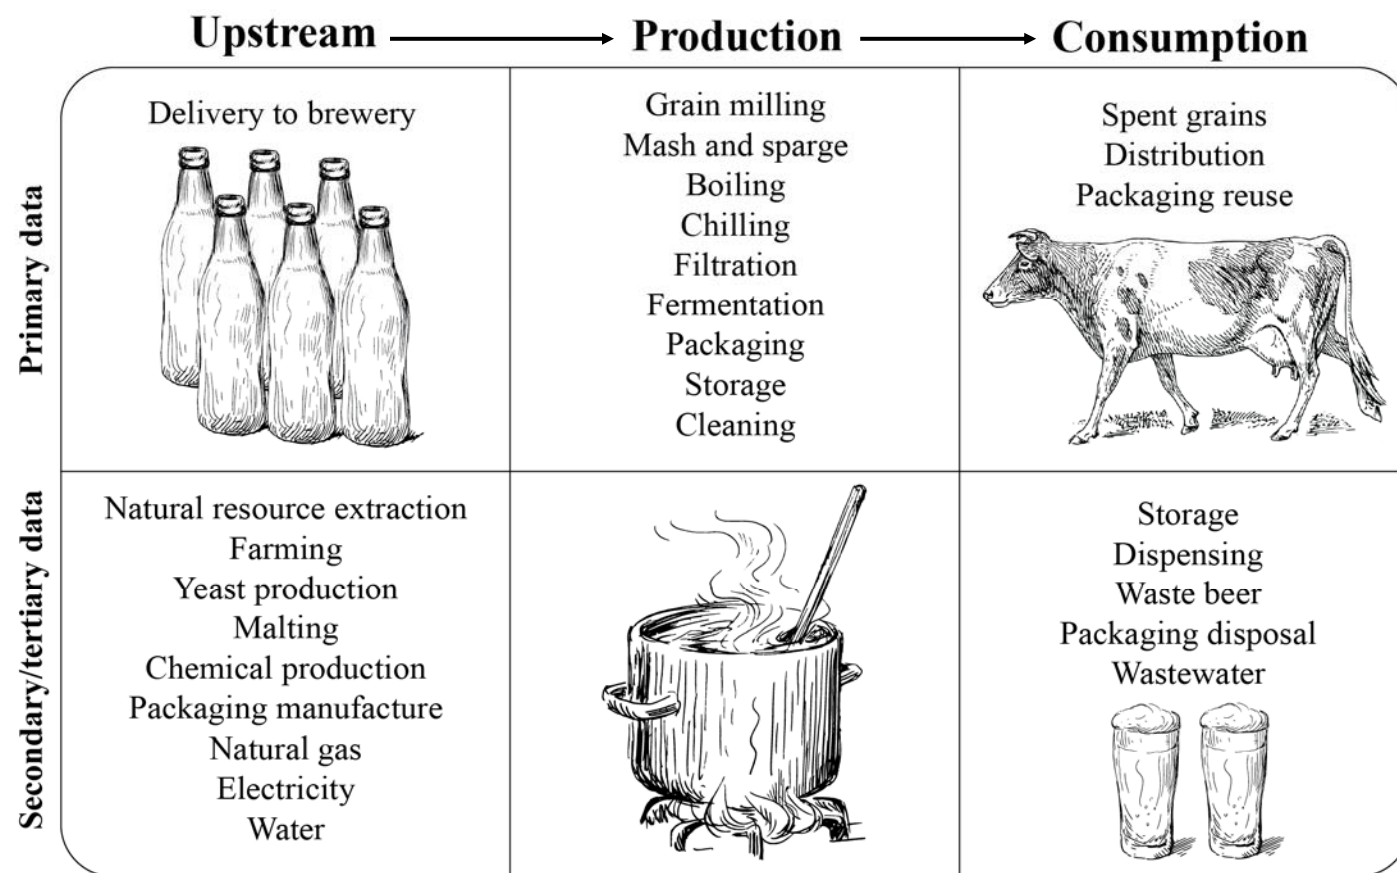 Upstream
Production
Consumption
Primary data
Delivery to brewery
Grain milling
Mash and sparge
Boiling
Chilling
Filtration
Fermentation
Packaging
Storage
Cleaning
Spent grains
Distribution
Packaging reuse
Secondary/tertiary data
Natural resource extraction
Farming
Yeast production
Malting
Chemical production
Packaging manufacture
Natural gas
Electricity
Water
Storage
Dispensing
Waste beer
Packaging disposal
Wastewater